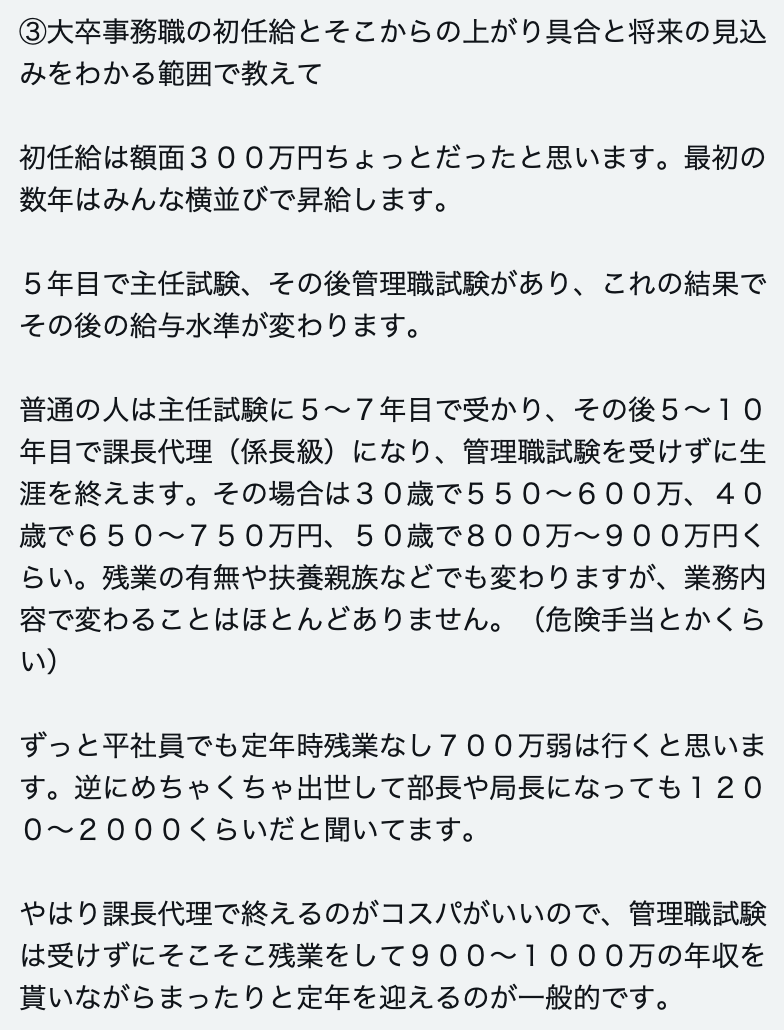 ③大卒事務職の初任給とそこからの上がり具合と将来の見込
みをわかる範囲で教えて
初任給は額面３００万円ちょっとだったと思います。最初の
数年はみんな横並びで昇給します。
５年目で主任試験、その後管理職試験があり、これの結果で
その後の給与水準が変わります。
普通の人は主任試験に５〜７年目で受かり、その後５〜１０
年目で課長代理（係長級）になり、管理職試験を受けずに生
涯を終えます。その場合は３０歳で５５０〜６００万、４０
歳で６５０〜７５０万円、５０歳で８００万〜９００万円く
らい。残業の有無や扶養親族などでも変わりますが、業務内
容で変わることはほとんどありません。（危険手当とかくら
い）
ずっと平社員でも定年時残業なし７００万弱は行くと思いま
す。逆にめちゃくちゃ出世して部長や局長になっても１２０
０〜２０００くらいだと聞いてます。
やはり課長代理で終えるのがコスパがいいので、管理職試験
は受けずにそこそこ残業をして９００〜１０００万の年収を
貰いながらまったりと定年を迎えるのが一般的です。